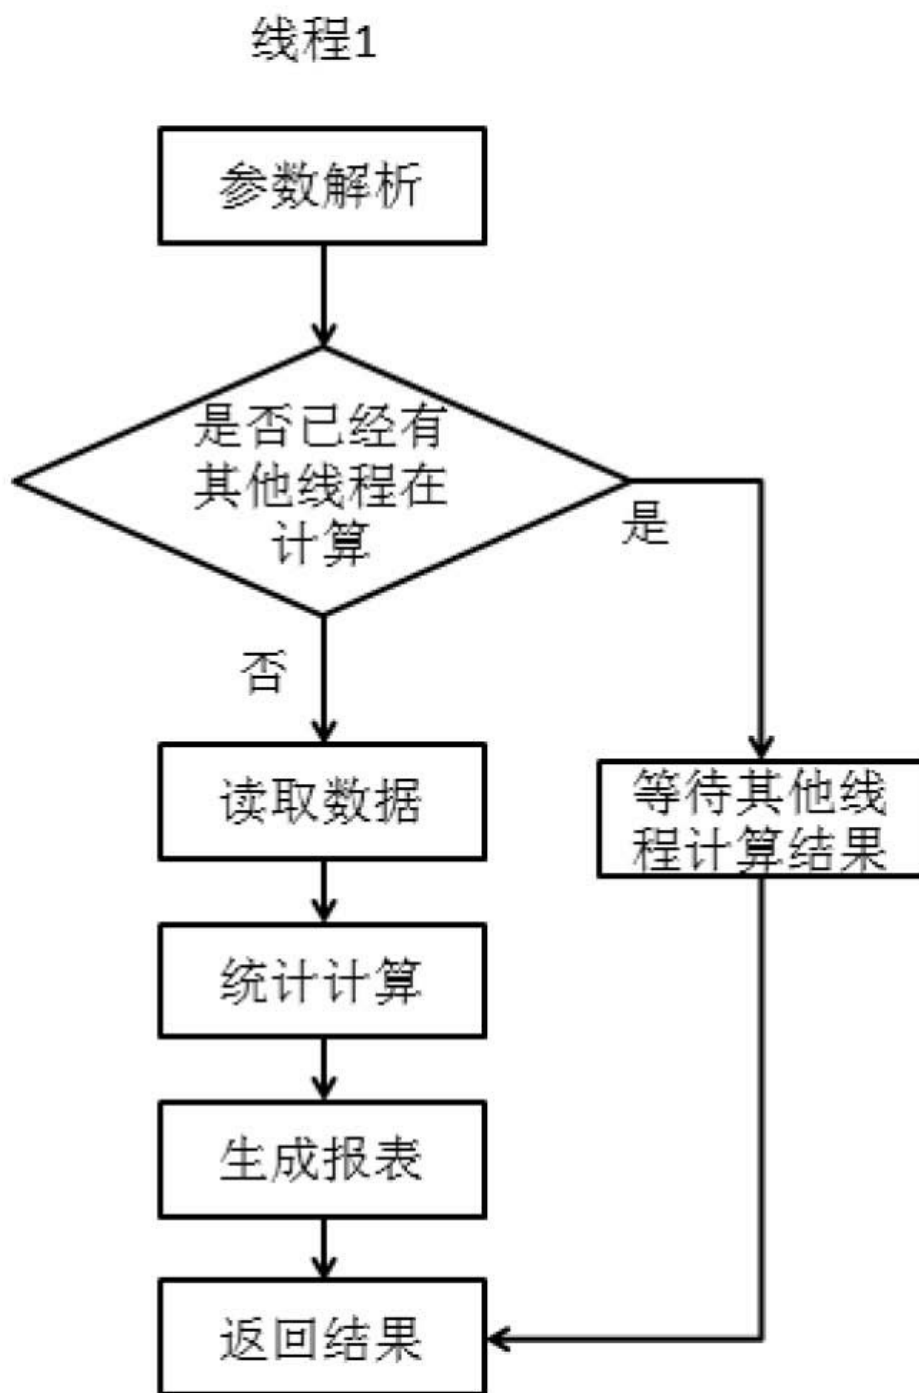 线程1
参数解析
是否已经有
其他线程在
计算
是
否
读取数据
等待其他线
程计算结果
统计计算
生成报表
返回结果